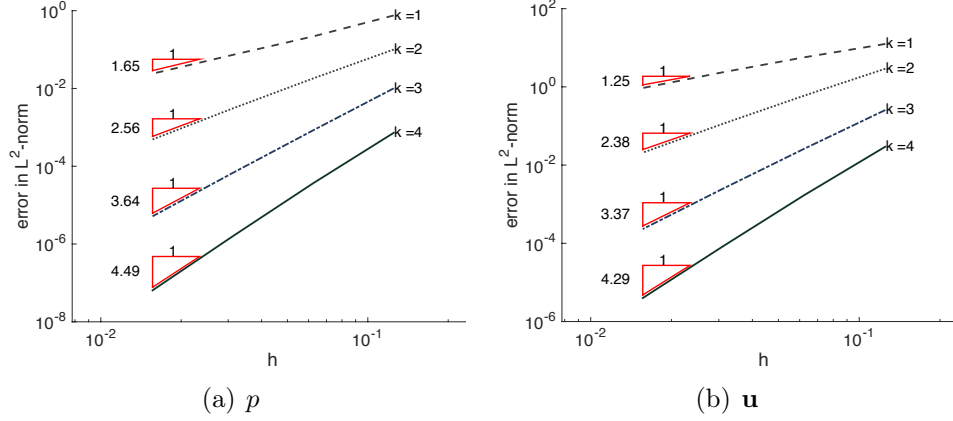 10^0
10^-2
10^-4
10^-6
10^-8
error in L^2-norm
1
1.65
1
2.56
1
3.64
1
4.49
k =1
k =2
k =3
k =4
10^-2
10^-1
h
(a) p
10^2
10^0
10^-2
10^-4
10^-6
error in L^2-norm
1
1.25
1
2.38
1
3.37
1
4.29
k =1
k =2
k =3
k =4
10^-2
10^-1
h
(b) u